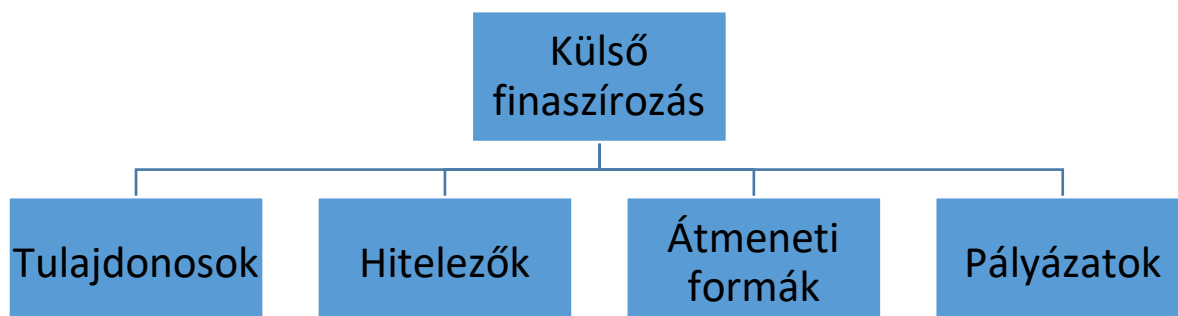 Külső
finaszírozás
Tulajdonosok
Hitelezők
Átmeneti
formák
Pályázatok